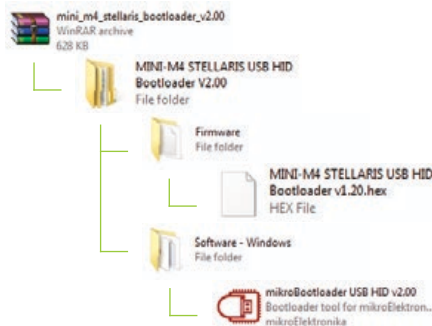 mini_m4_stellaris_bootloader_v2.00
WinRAR archive
628 KB
MINI-M4 STELLARIS USB HID
Bootloader V2.00
File folder
Firmware
File folder
MINI-M4 STELLARIS USB HID
Bootloader v1.20.hex
HEX File
Software - Windows
File folder
mikroBootloader USB HID v2.00
Bootloader tool for mikroElektron...
mikroElektronika